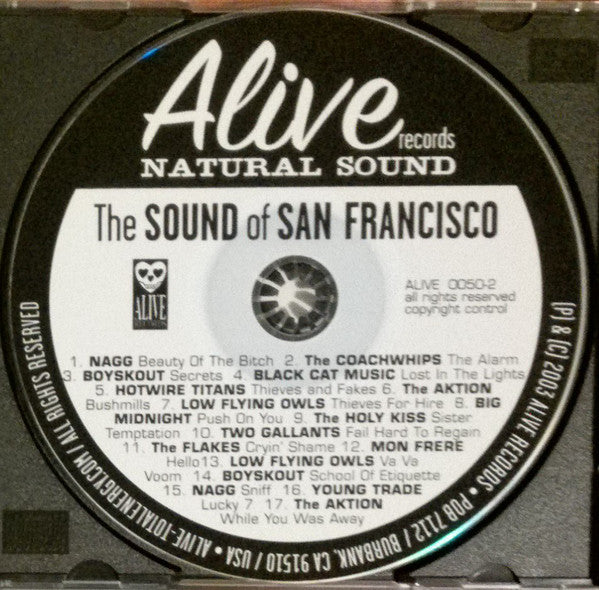 Alive
records
NATURAL SOUND
The SOUND of SAN FRANCISCO
ALIVE
ALIVE 0050-2
all rights reserved
copyright control
1. NAGG Beauty Of The Bitch 2. The COACHWHIPS The Alarm
3. BOYSKOUT Secrets 4. BLACK CAT MUSIC Lost In The Lights
5. HOTWIRE TITANS Thieves and Fakes 6. The AKTION
Bushmills 7. LOW FLYING OWLS Thieves For Hire 8. BIG
MIDNIGHT Push On You 9. The HOLY KISS Sister
Temptation 10. TWO GALLANTS Fail Hard To Regain
11. The FLAKES Cryin' Shame 12. MON FRERE
Hello13. LOW FLYING OWLS Va Va
Voom 14. BOYSKOUT School Of Etiquette
15. NAGG Sniff 16. YOUNG TRADE
Lucky 7 17. The AKTION
While You Was Away
(P) & (C) 2003 ALIVE RECORDS • POB 7112 / BURBANK, CA 91510 / USA • ALIVE-TOTALENERGY.COM / ALL RIGHTS RESERVED